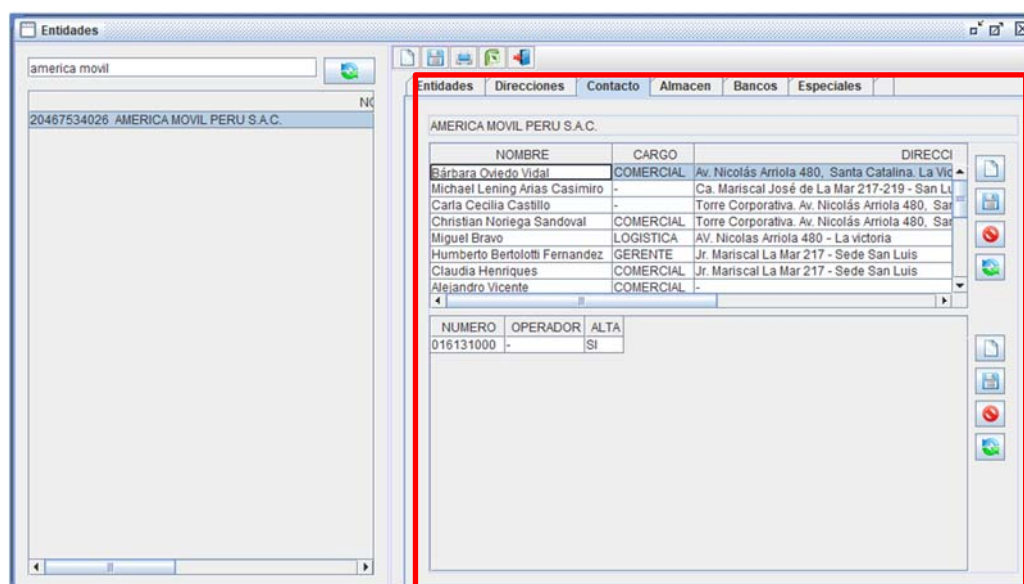 Entidades
america movil
NO
20467534026 AMERICA MOVIL PERU S.A.C.
Entidades Direcciones Contacto Almacen Bancos Especiales
AMERICA MOVIL PERU S.A.C.
NOMBRE CARGO DIRECCI
Bárbara Oviedo Vidal COMERCIAL Av. Nicolás Arriola 480, Santa Catalina. La Vic
Michael Lening Arias Casimiro - Ca. Mariscal José de La Mar 217-219 - San Lu
Carla Cecilia Castillo - Torre Corporativa. Av. Nicolás Arriola 480, Sar
Christian Noriega Sandoval COMERCIAL Torre Corporativa. Av. Nicolás Arriola 480, Sar
Miguel Bravo LOGISTICA AV. Nicolas Arriola 480 - La victoria
Humberto Bertolotti Fernandez GERENTE Jr. Mariscal La Mar 217 - Sede San Luis
Claudia Henriques COMERCIAL Jr. Mariscal La Mar 217 - Sede San Luis
Alejandro Vicente COMERCIAL -
NUMERO OPERADOR ALTA
016131000 - SI